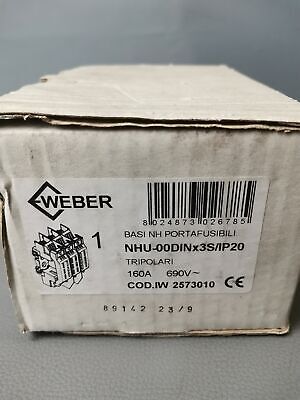 WEBER
8024873026785
1
BASI NH PORTAFUSIBILI
NHU-00DINx3S/IP20
TRIPOLARI
160A 690V~
COD.IW 2573010
CE
89142 23/9